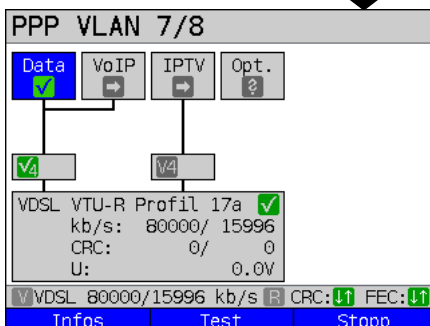 PPP VLAN 7/8
Data VoIP IPTV Opt.
?
V4 V4
VDSL VTU-R Profil 17a
kb/s: 80000/ 15996
CRC: 0/ 0
U: 0.0V
V VDSL 80000/15996 kb/s R CRC: FEC:
Infos Test Stopp